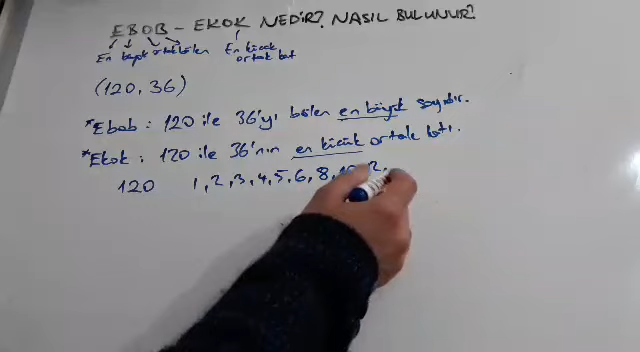 EBOB - EKOK NEDİR? NASIL BULUNUR?
En büyük ortak bölen En küçük
ortak kat
(120, 36)
*Ebob : 120 ile 36'yı bölen en büyük sayıdır.
*Ekok : 120 ile 36'nın en küçük ortak katı.
120 1, 2, 3, 4, 5, 6, 8,